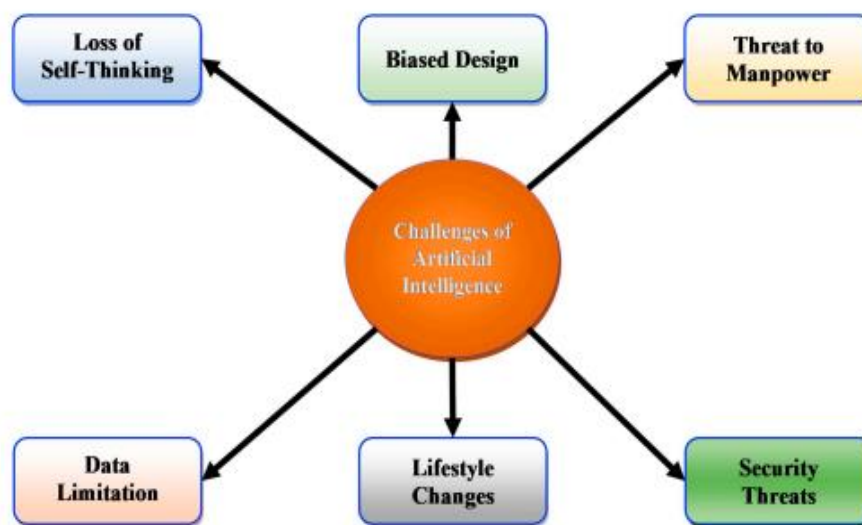 Loss of
Self-Thinking
Biased Design
Threat to
Manpower
Challenges of
Artificial
Intelligence
Data
Limitation
Lifestyle
Changes
Security
Threats